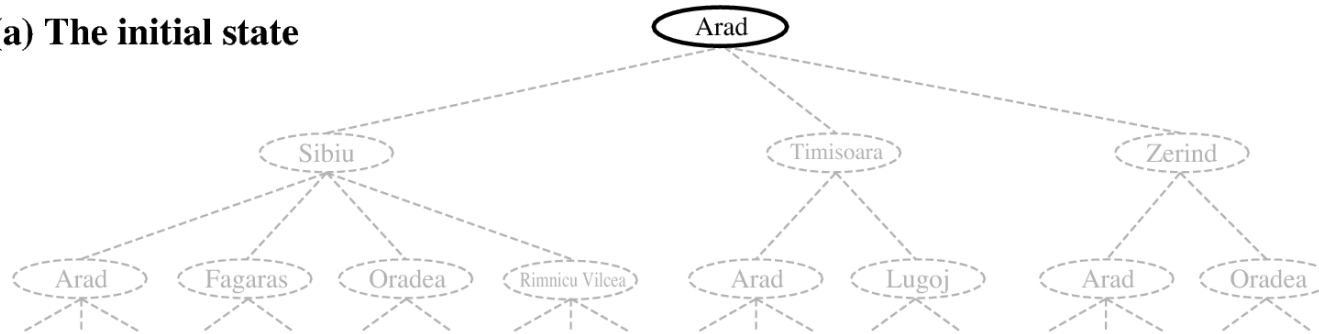 (a) The initial state
Arad
Sibiu
Timisoara
Zerind
Arad
Fagaras
Oradea
Rimnicu Vilcea
Arad
Lugoj
Arad
Oradea